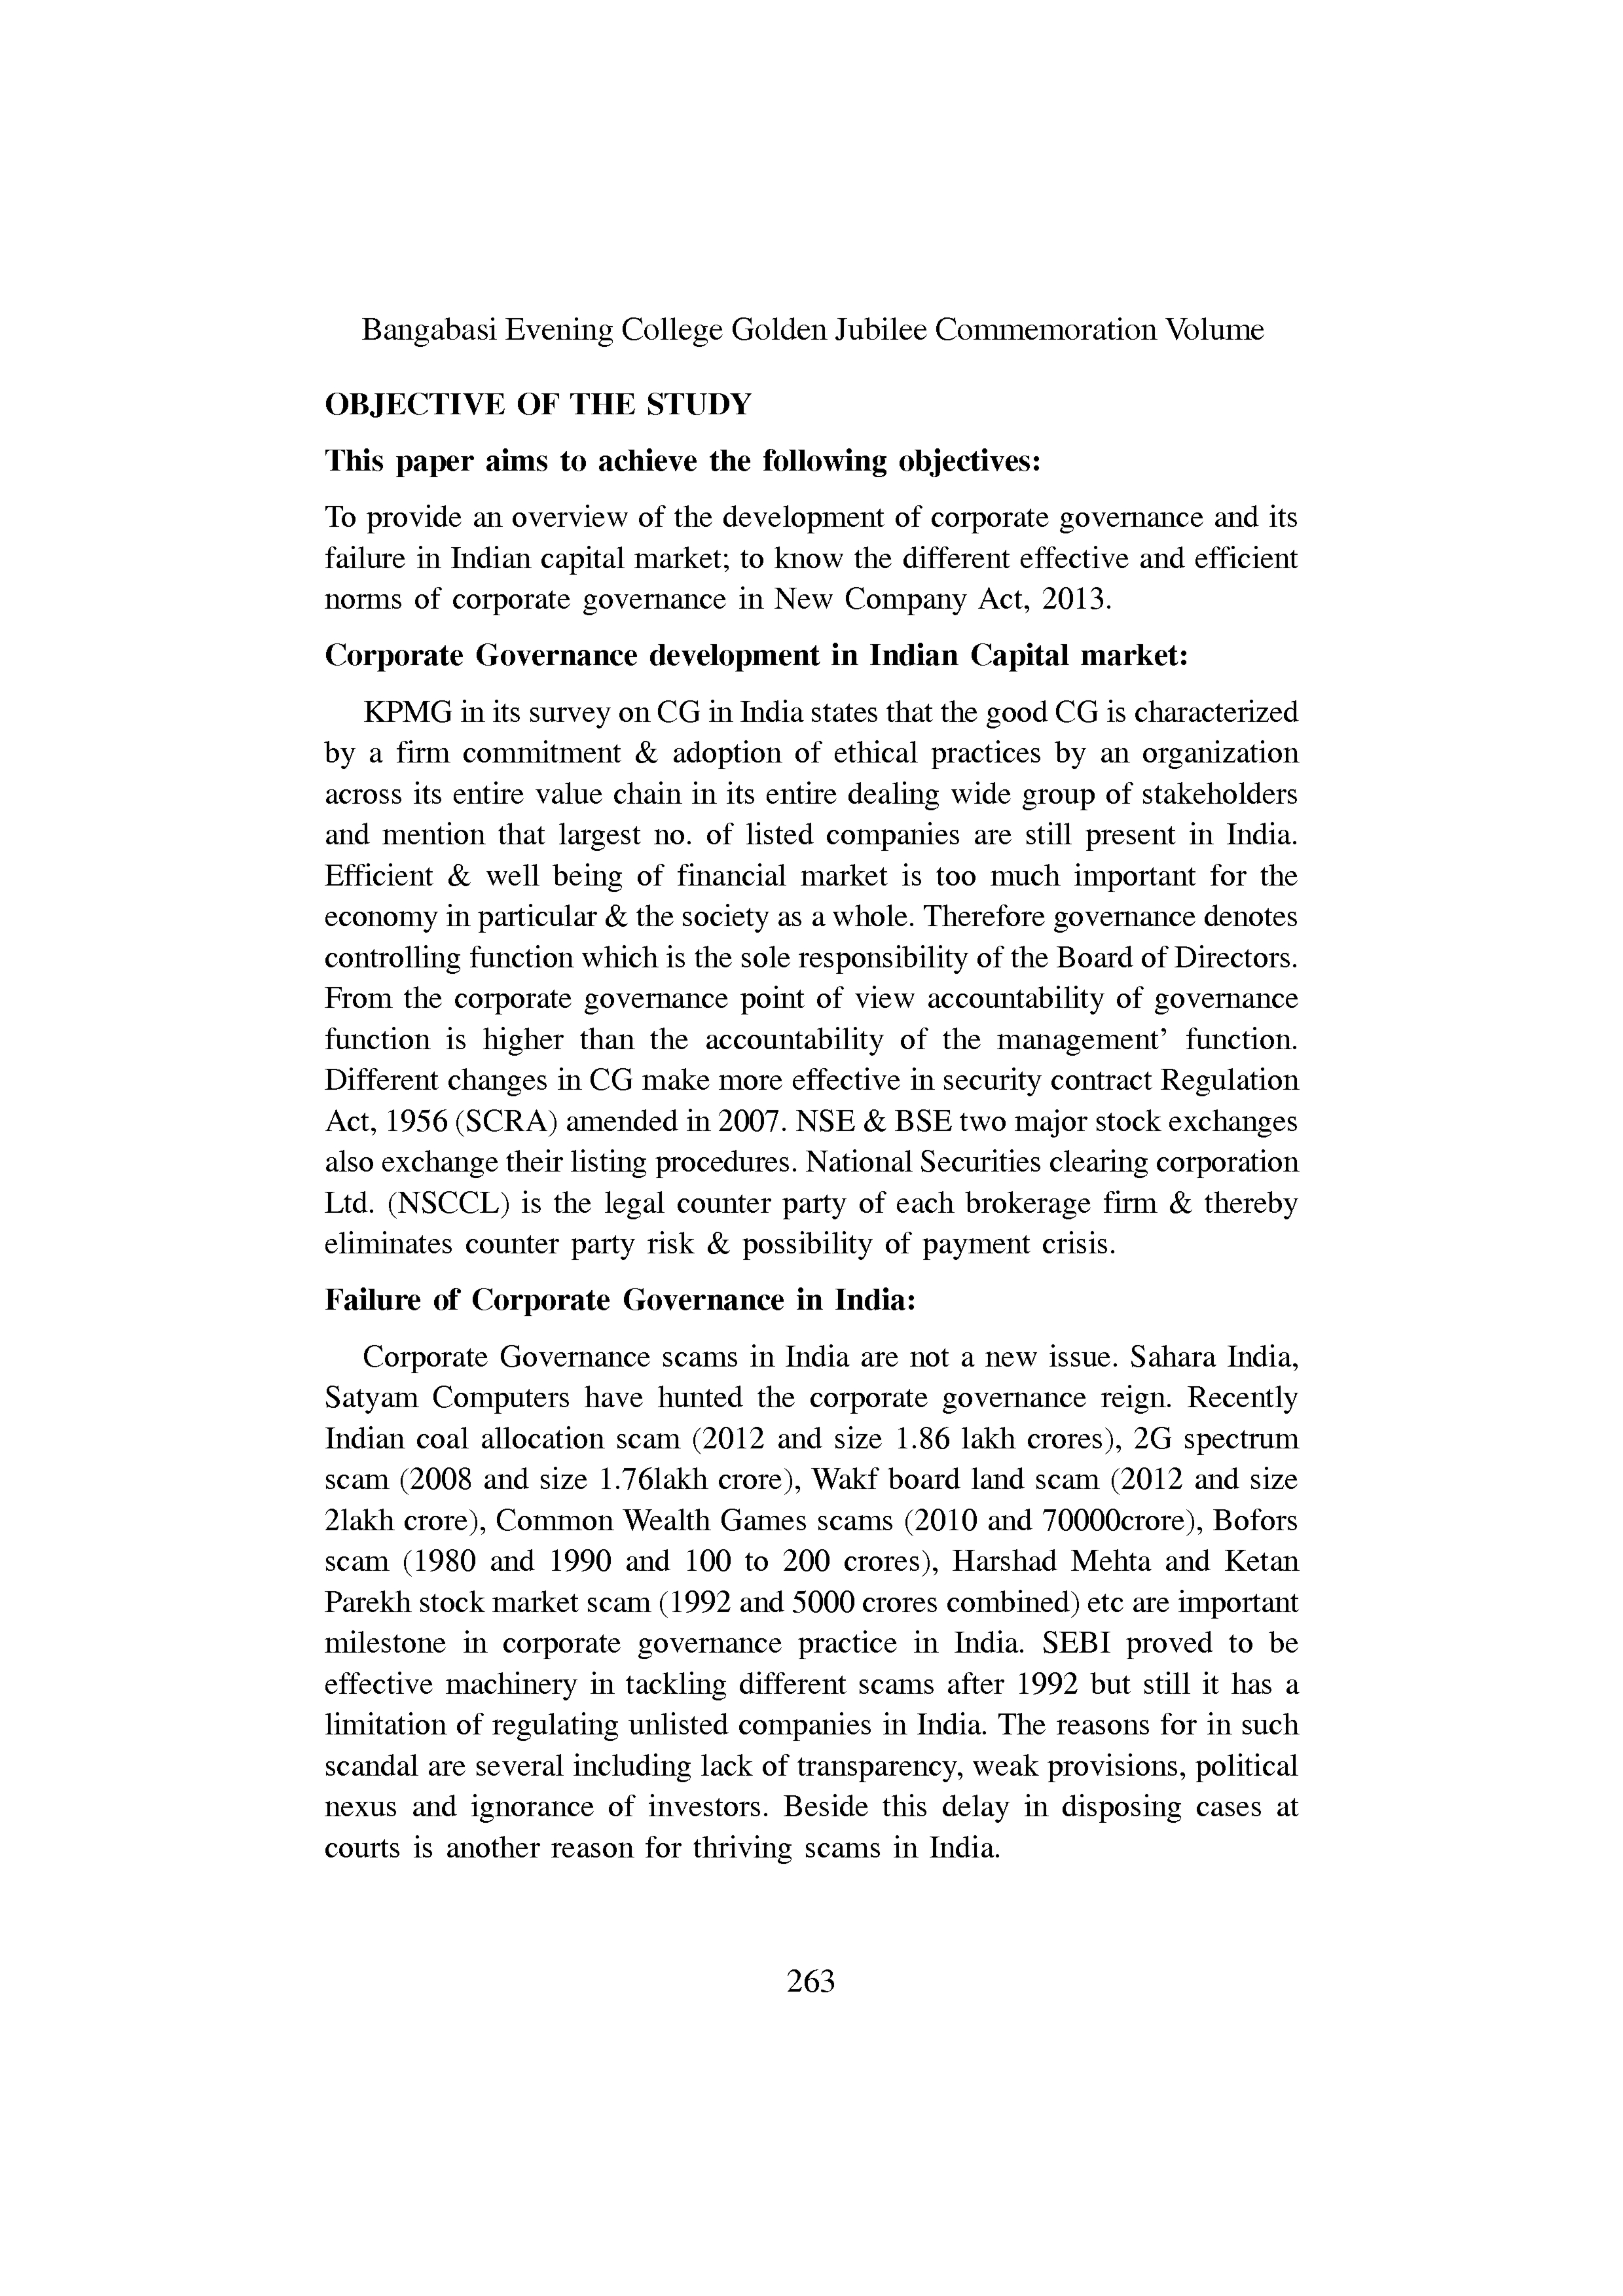 Bangabasi Evening College Golden Jubilee Commemoration Volume
OBJECTIVE OF THE STUDY
This paper aims to achieve the following objectives:
To provide an overview of the development of corporate governance and its
failure in Indian capital market; to know the different effective and efficient
norms of corporate governance in New Company Act, 2013.
Corporate Governance development in Indian Capital market:
KPMG in its survey on CG in India states that the good CG is characterized
by a firm commitment & adoption of ethical practices by an organization
across its entire value chain in its entire dealing wide group of stakeholders
and mention that largest no. of listed companies are still present in India.
Efficient & well being of financial market is too much important for the
economy in particular & the society as a whole. Therefore governance denotes
controlling function which is the sole responsibility of the Board of Directors.
From the corporate governance point of view accountability of governance
function is higher than the accountability of the management’ function.
Different changes in CG make more effective in security contract Regulation
Act, 1956 (SCRA) amended in 2007. NSE & BSE two major stock exchanges
also exchange their listing procedures. National Securities clearing corporation
Ltd. (NSCCL) is the legal counter party of each brokerage firm & thereby
eliminates counter party risk & possibility of payment crisis.
Failure of Corporate Governance in India:
Corporate Governance scams in India are not a new issue. Sahara India,
Satyam Computers have hunted the corporate governance reign. Recently
Indian coal allocation scam (2012 and size 1.86 lakh crores), 2G spectrum
scam (2008 and size 1.76lakh crore), Wakf board land scam (2012 and size
2lakh crore), Common Wealth Games scams (2010 and 70000crore), Bofors
scam (1980 and 1990 and 100 to 200 crores), Harshad Mehta and Ketan
Parekh stock market scam (1992 and 5000 crores combined) etc are important
milestone in corporate governance practice in India. SEBI proved to be
effective machinery in tackling different scams after 1992 but still it has a
limitation of regulating unlisted companies in India. The reasons for in such
scandal are several including lack of transparency, weak provisions, political
nexus and ignorance of investors. Beside this delay in disposing cases at
courts is another reason for thriving scams in India.
263